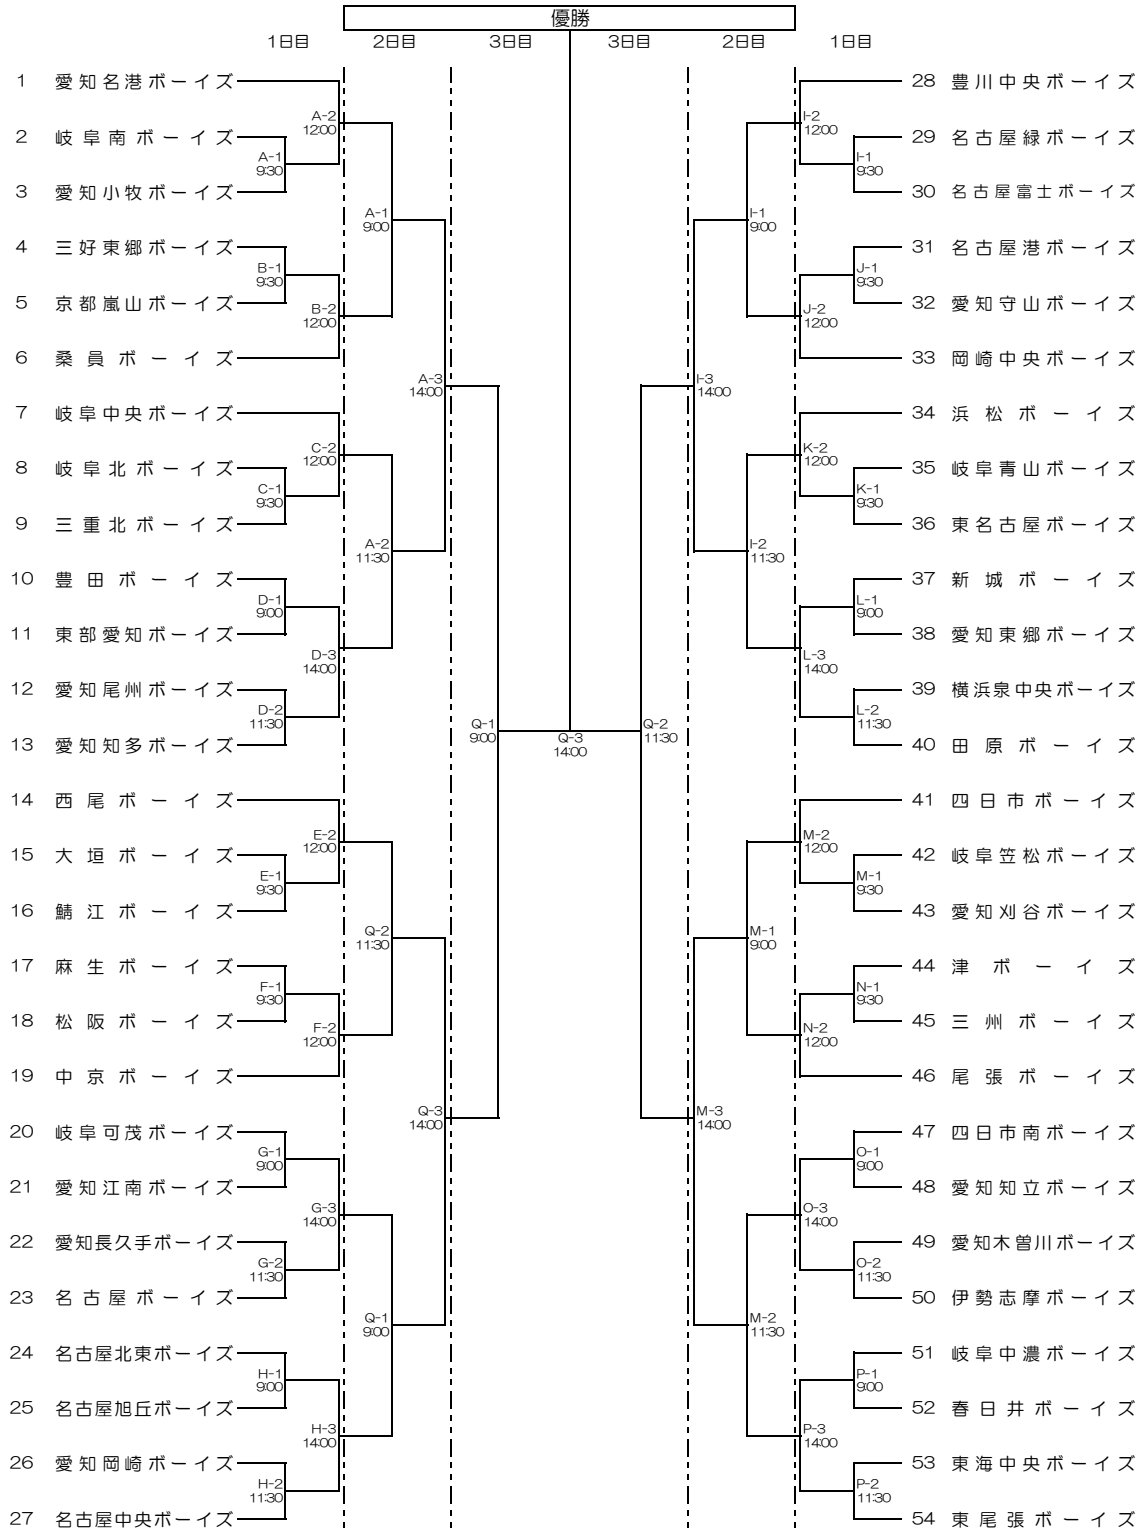 優勝
1日目 2日目 3日目 3日目 2日目 1日目
1 愛知名港ボーイズ
A-2
12:00
2 岐阜南ボーイズ
A-1
9:30
3 愛知小牧ボーイズ
A-1
9:00
4 三好東郷ボーイズ
B-1
9:30
5 京都嵐山ボーイズ
B-2
12:00
6 桑員ボーイズ
A-3
14:00
7 岐阜中央ボーイズ
C-2
12:00
8 岐阜北ボーイズ
C-1
9:30
9 三重北ボーイズ
A-2
11:30
10 豊田ボーイズ
D-1
9:00
11 東部愛知ボーイズ
D-3
14:00
12 愛知尾州ボーイズ
D-2
11:30
13 愛知知多ボーイズ
Q-1
9:00
Q-3
14:00
14 西尾ボーイズ
E-2
12:00
15 大垣ボーイズ
E-1
9:30
16 鯖江ボーイズ
Q-2
11:30
17 麻生ボーイズ
F-1
9:30
18 松阪ボーイズ
F-2
12:00
19 中京ボーイズ
Q-3
14:00
20 岐阜可茂ボーイズ
G-1
9:00
21 愛知江南ボーイズ
G-3
14:00
22 愛知長久手ボーイズ
G-2
11:30
23 名古屋ボーイズ
Q-1
9:00
24 名古屋北東ボーイズ
H-1
9:00
25 名古屋旭丘ボーイズ
H-3
14:00
26 愛知岡崎ボーイズ
H-2
11:30
27 名古屋中央ボーイズ
28 豊川中央ボーイズ
I-2
12:00
29 名古屋緑ボーイズ
I-1
9:30
30 名古屋富士ボーイズ
I-1
9:00
31 名古屋港ボーイズ
J-1
9:30
32 愛知守山ボーイズ
J-2
12:00
33 岡崎中央ボーイズ
I-3
14:00
34 浜松ボーイズ
K-2
12:00
35 岐阜青山ボーイズ
K-1
9:30
36 東名古屋ボーイズ
I-2
11:30
37 新城ボーイズ
L-1
9:00
38 愛知東郷ボーイズ
L-3
14:00
39 横浜泉中央ボーイズ
L-2
11:30
40 田原ボーイズ
Q-2
11:30
41 四日市ボーイズ
M-2
12:00
42 岐阜笠松ボーイズ
M-1
9:30
43 愛知刈谷ボーイズ
M-1
9:00
44 津ボーイズ
N-1
9:30
45 三州ボーイズ
N-2
12:00
46 尾張ボーイズ
M-3
14:00
47 四日市南ボーイズ
O-1
9:00
48 愛知知立ボーイズ
O-3
14:00
49 愛知木曽川ボーイズ
O-2
11:30
50 伊勢志摩ボーイズ
M-2
11:30
51 岐阜中濃ボーイズ
P-1
9:00
52 春日井ボーイズ
P-3
14:00
53 東海中央ボーイズ
P-2
11:30
54 東尾張ボーイズ